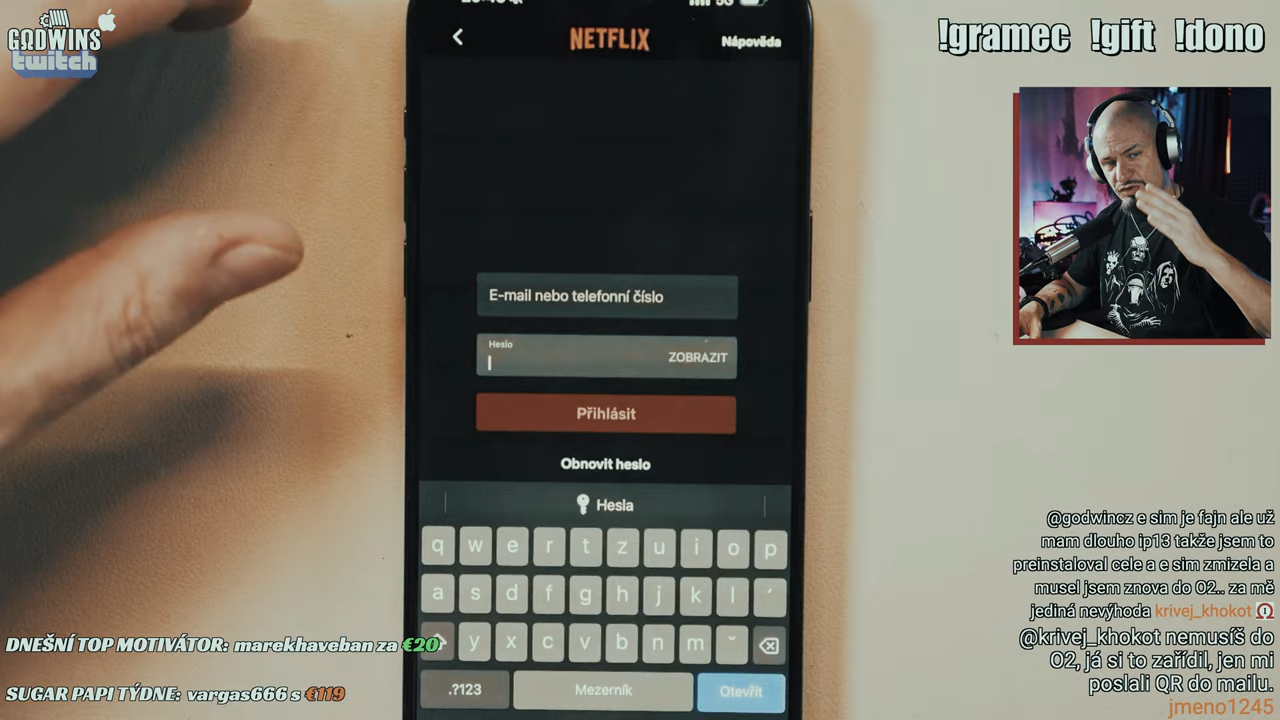 GΩDWINS
twitch
!gramec !gift !dono
5G
NETFLIX
Nápověda
E-mail nebo telefonní číslo
Heslo
ZOBRAZIT
Přihlásit
Obnovit heslo
Hesla
q w e r t z u i o p
a s d f g h j k l ´
y x c v b n m ˇ
.?123 Mezerník Otevřít
DNEŠNÍ TOP MOTIVÁTOR: marekhaveban za €20
SUGAR PAPI TÝDNE: vargas666 s €119
@godwincz e sim je fajn ale už
mam dlouho ip13 takže jsem to
preinstaloval cele a e sim zmizela a
musel jsem znova do O2.. za mě
jediná nevýhoda krivej_khokot
@krivej_khokot nemusíš do
O2, já si to zařídil, jen mi
poslali QR do mailu.
jmeno1245